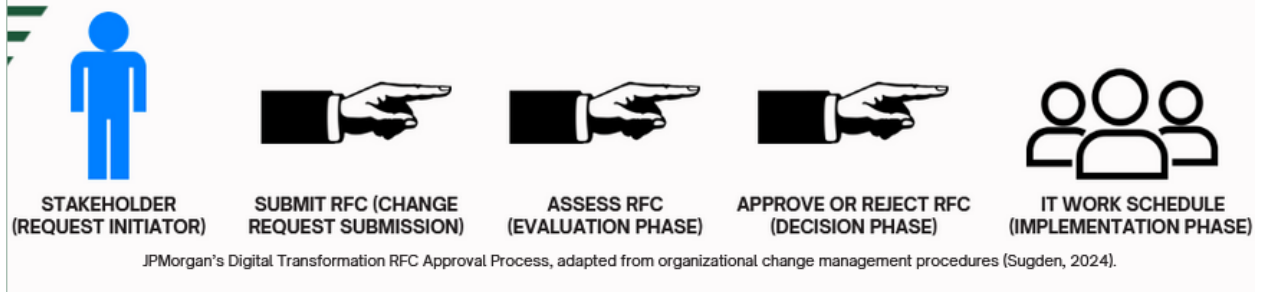 STAKEHOLDER
(REQUEST INITIATOR)
SUBMIT RFC (CHANGE
REQUEST SUBMISSION)
ASSESS RFC
(EVALUATION PHASE)
APPROVE OR REJECT RFC
(DECISION PHASE)
IT WORK SCHEDULE
(IMPLEMENTATION PHASE)
JPMorgan's Digital Transformation RFC Approval Process, adapted from organizational change management procedures (Sugden, 2024).